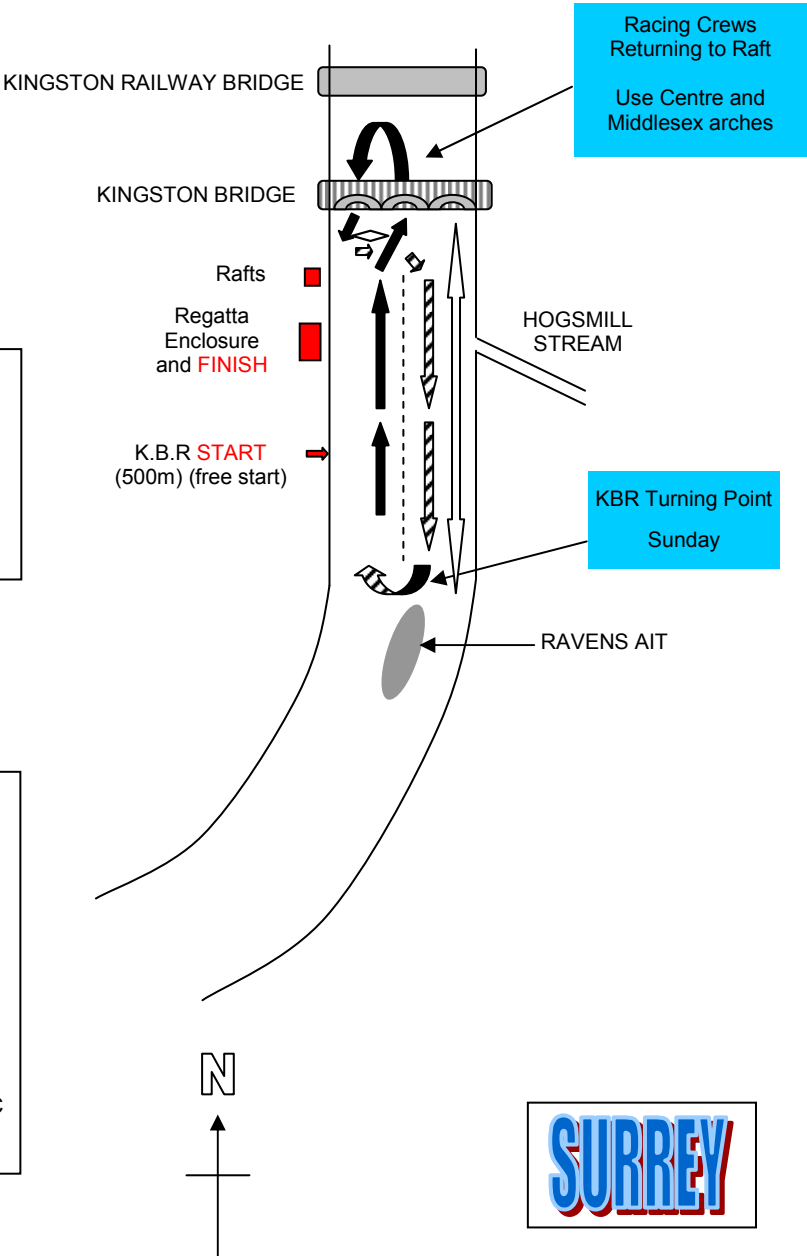 Racing Crews
Returning to Raft
Use Centre and
Middlesex arches
KINGSTON RAILWAY BRIDGE
KINGSTON BRIDGE
Rafts
Regatta
Enclosure
and FINISH
HOGSMILL
STREAM
K.B.R START
(500m) (free start)
KBR Turning Point
Sunday
RAVENS AIT
N
SURREY